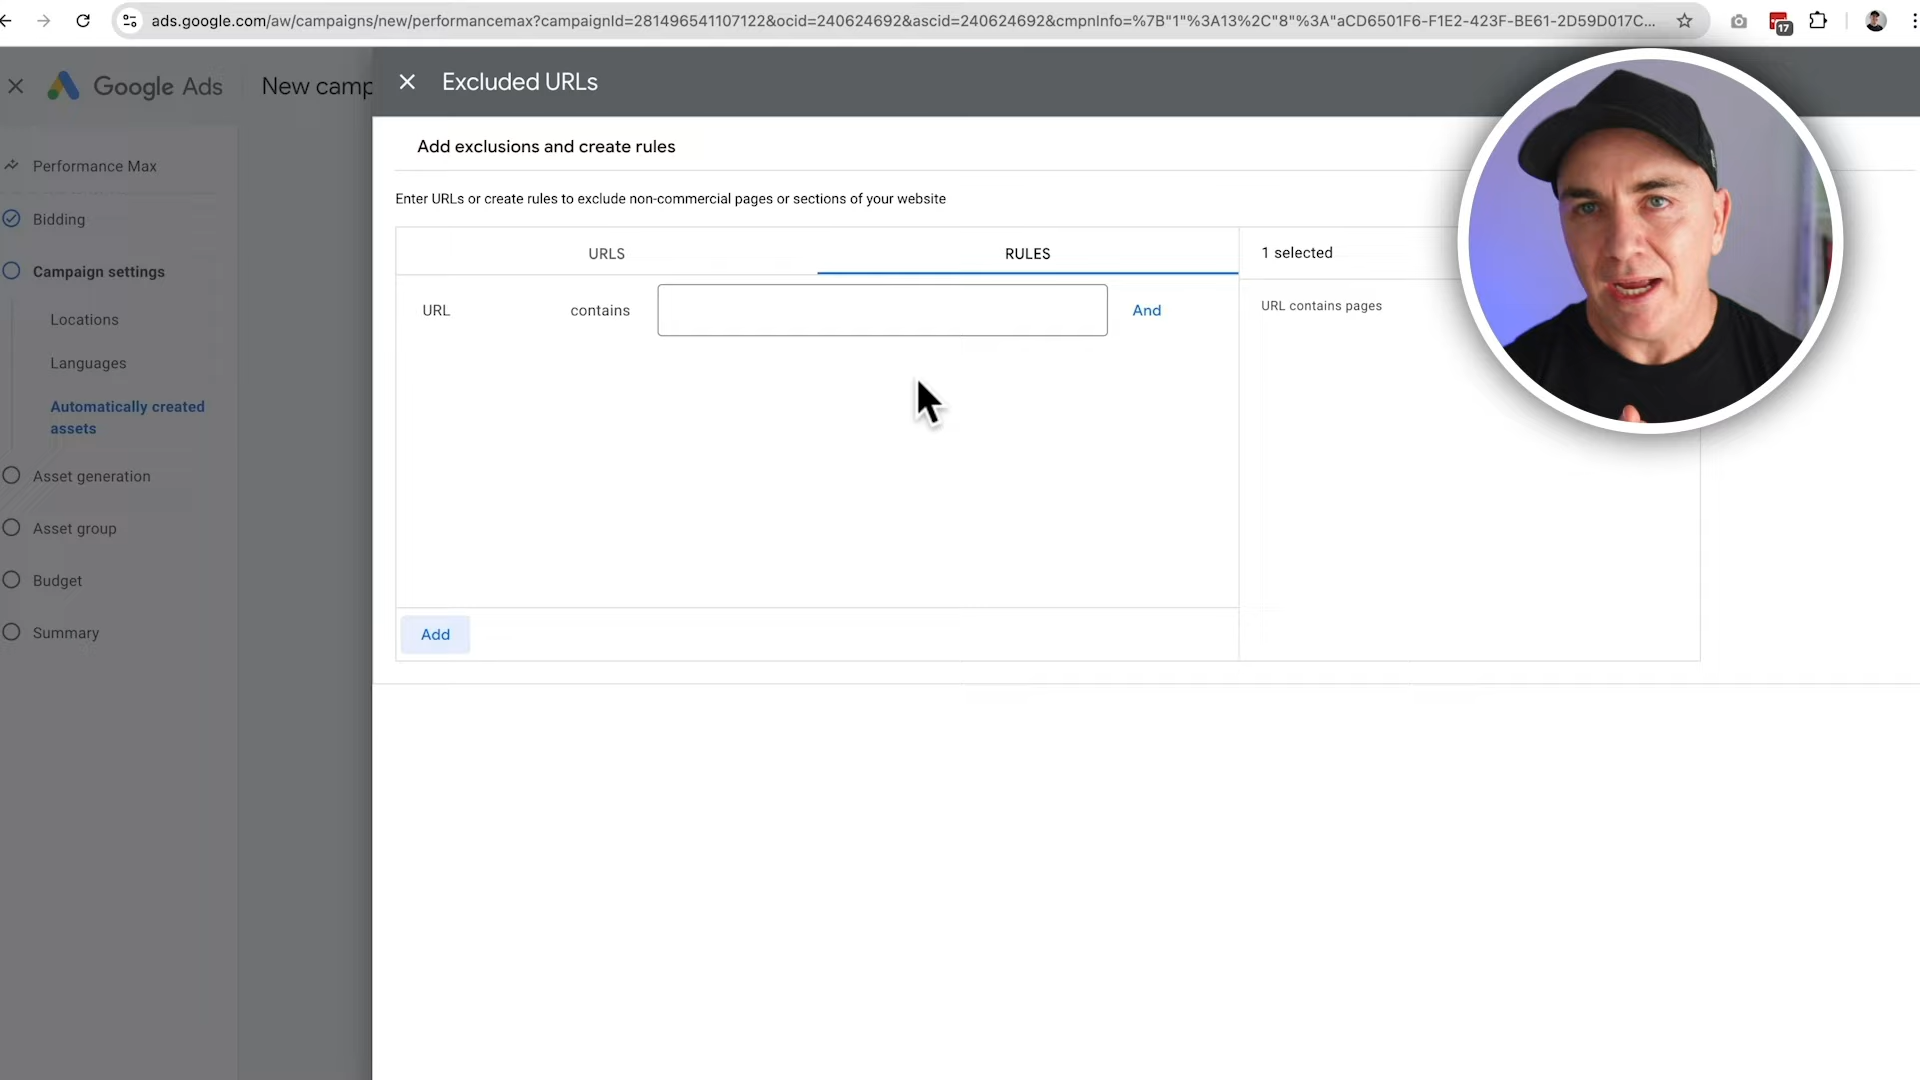 ads.google.com/aw/campaigns/new/performancemax?campaignId=281496541107122&ocid=240624692&ascid=240624692&cmpnInfo=%7B"1"%3A13%2C"8"%3A"aCD6501F6-F1E2-423F-BE61-2D59D017C...
17
Google Ads
New camp
Excluded URLs
Add exclusions and create rules
Performance Max
Enter URLs or create rules to exclude non-commercial pages or sections of your website
Bidding
URLS
RULES
1 selected
Campaign settings
URL
contains
And
URL contains pages
Locations
Languages
Automatically created
assets
Asset generation
Asset group
Budget
Summary
Add